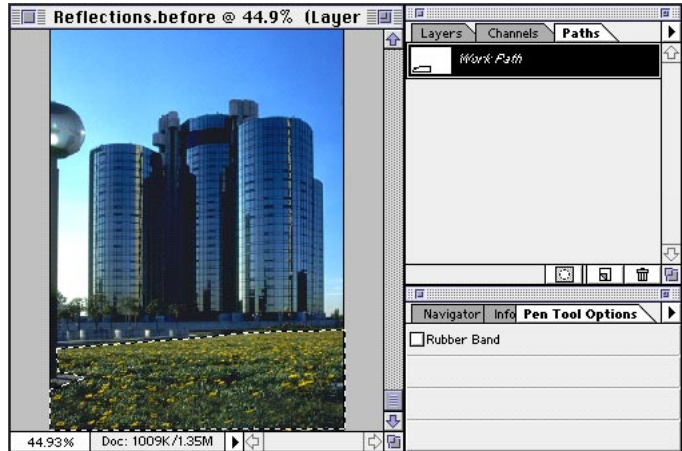 Reflections.before @ 44.9% (Layer
Layers Channels Paths
Work Path
Navigator Info Pen Tool Options
Rubber Band
44.93% Doc: 1009K/1.35M